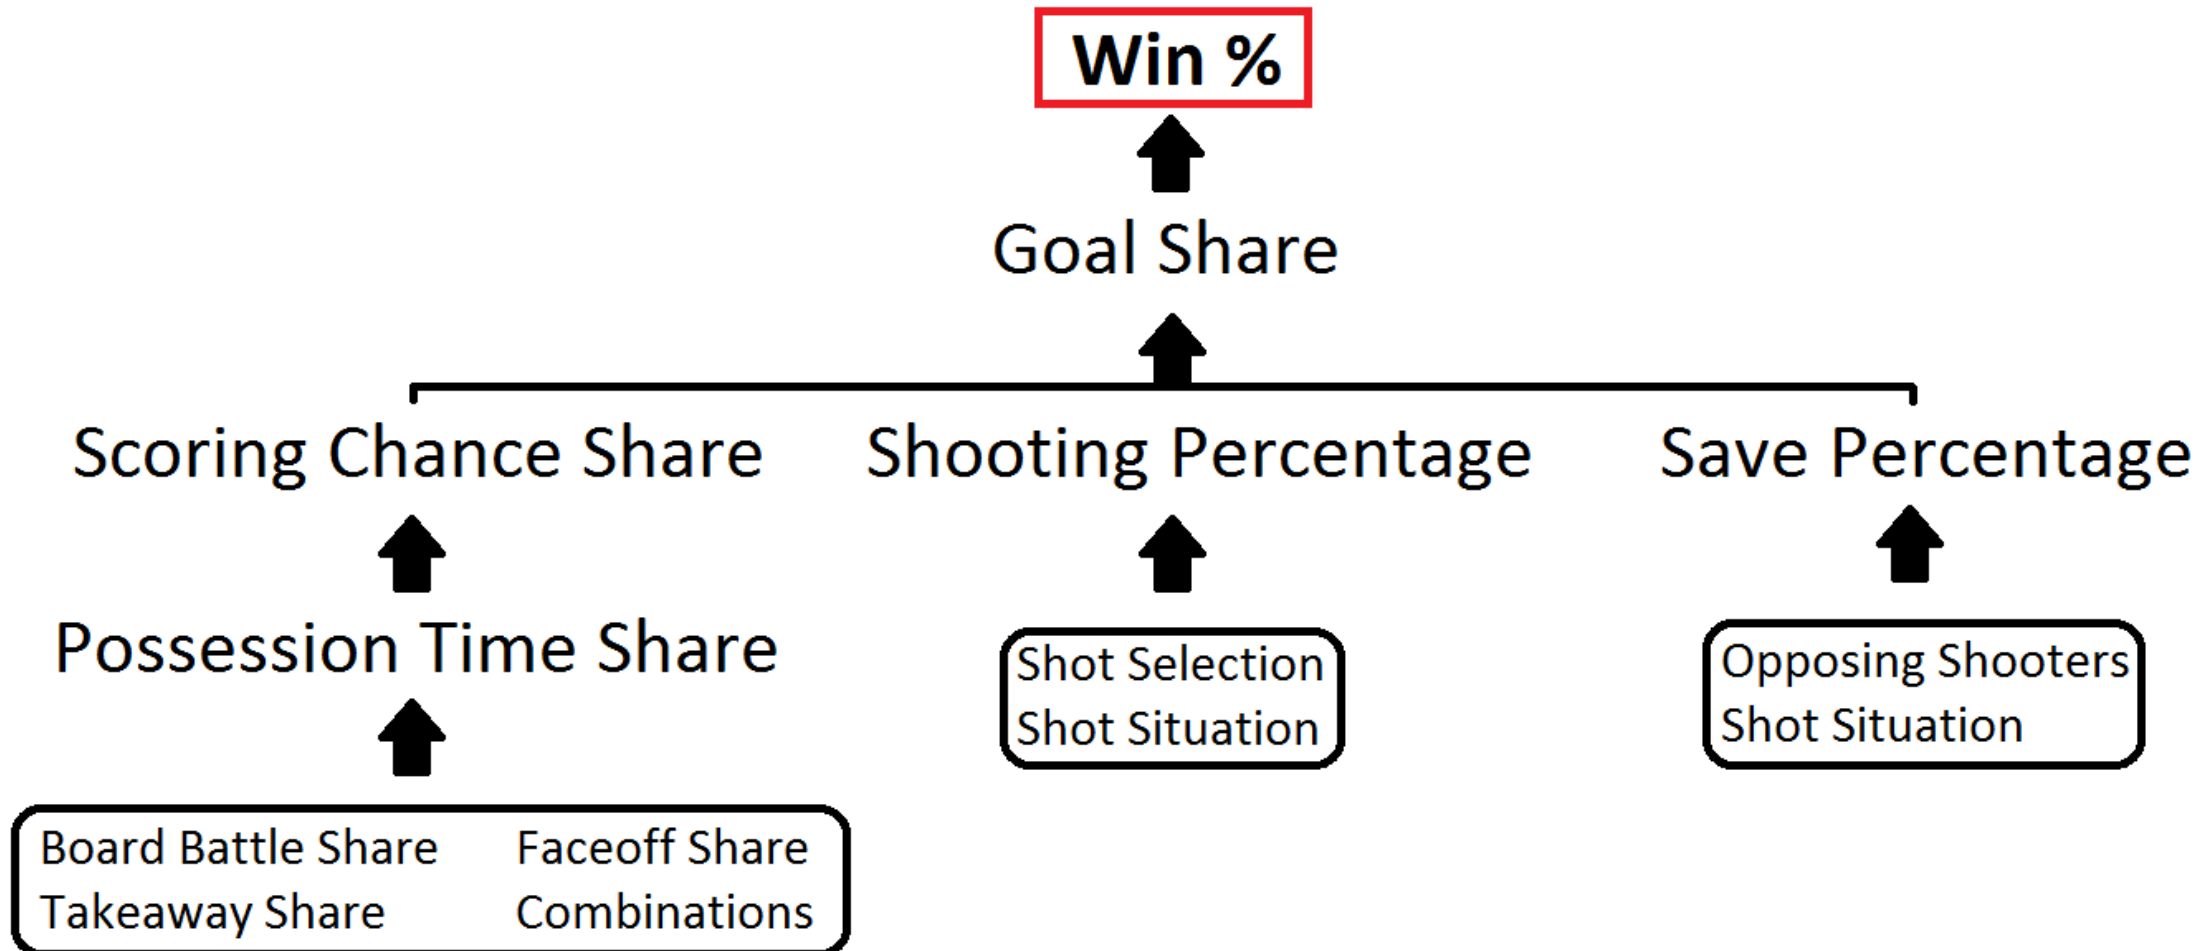 Win %
Goal Share
Scoring Chance Share
Shooting Percentage
Save Percentage
Possession Time Share
Shot Selection
Shot Situation
Opposing Shooters
Shot Situation
Board Battle Share
Faceoff Share
Takeaway Share
Combinations